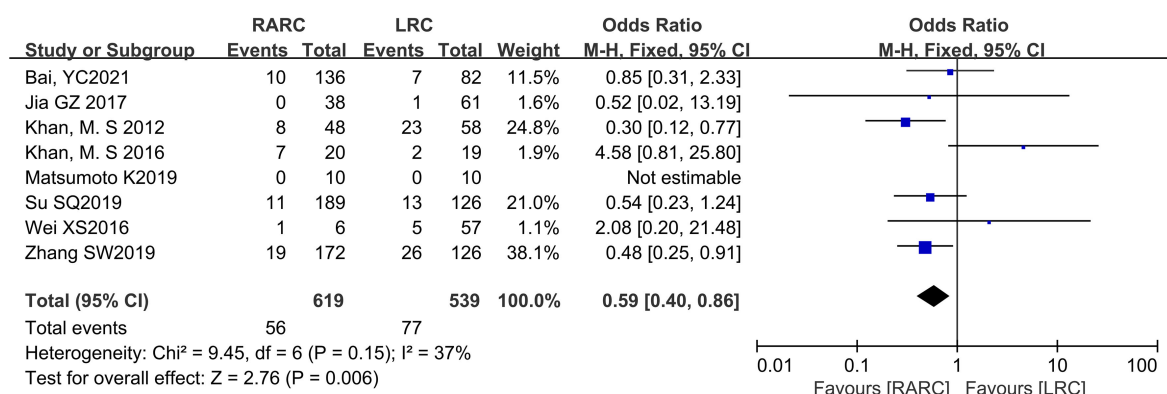 RARC LRC Odds Ratio Odds Ratio
Study or Subgroup Events Total Events Total Weight M-H, Fixed, 95% CI M-H, Fixed, 95% CI
Bai, YC2021 10 136 7 82 11.5% 0.85 [0.31, 2.33]
Jia GZ 2017 0 38 1 61 1.6% 0.52 [0.02, 13.19]
Khan, M. S 2012 8 48 23 58 24.8% 0.30 [0.12, 0.77]
Khan, M. S 2016 7 20 2 19 1.9% 4.58 [0.81, 25.80]
Matsumoto K2019 0 10 0 10 Not estimable
Su SQ2019 11 189 13 126 21.0% 0.54 [0.23, 1.24]
Wei XS2016 1 6 5 57 1.1% 2.08 [0.20, 21.48]
Zhang SW2019 19 172 26 126 38.1% 0.48 [0.25, 0.91]
Total (95% CI) 619 539 100.0% 0.59 [0.40, 0.86]
Total events 56 77
Heterogeneity: Chi² = 9.45, df = 6 (P = 0.15); I² = 37%
Test for overall effect: Z = 2.76 (P = 0.006)
0.01 0.1 1 10 100
Favours [RARC] Favours [LRC]